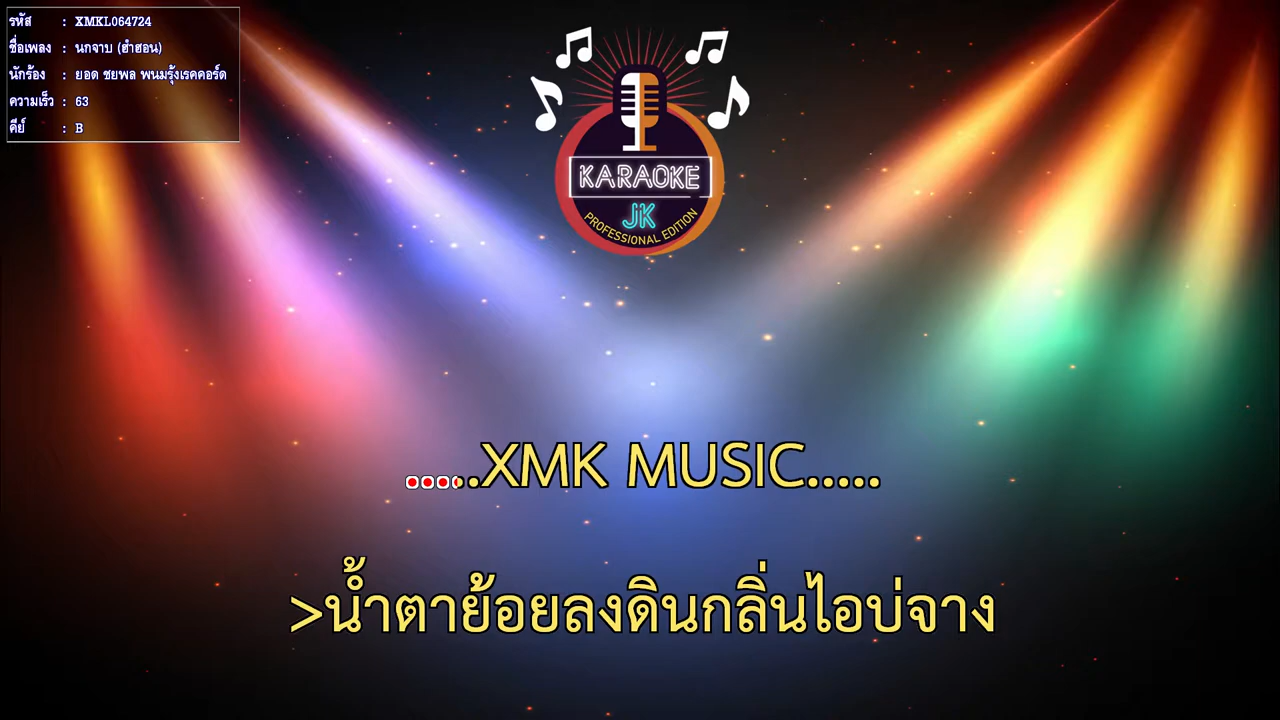 รหัส : XMKL064724
ชื่อเพลง : นกจาบ (ฮำฮอน)
นักร้อง : ยอด ชยพล พนมรุ้งเรคคอร์ด
ความเร็ว : 63
คีย์ : B
KARAOKE
JK
PROFESSIONAL EDITION
.....XMK MUSIC.....
>น้ำตาย้อยลงดินกลิ่นไอบ่จาง